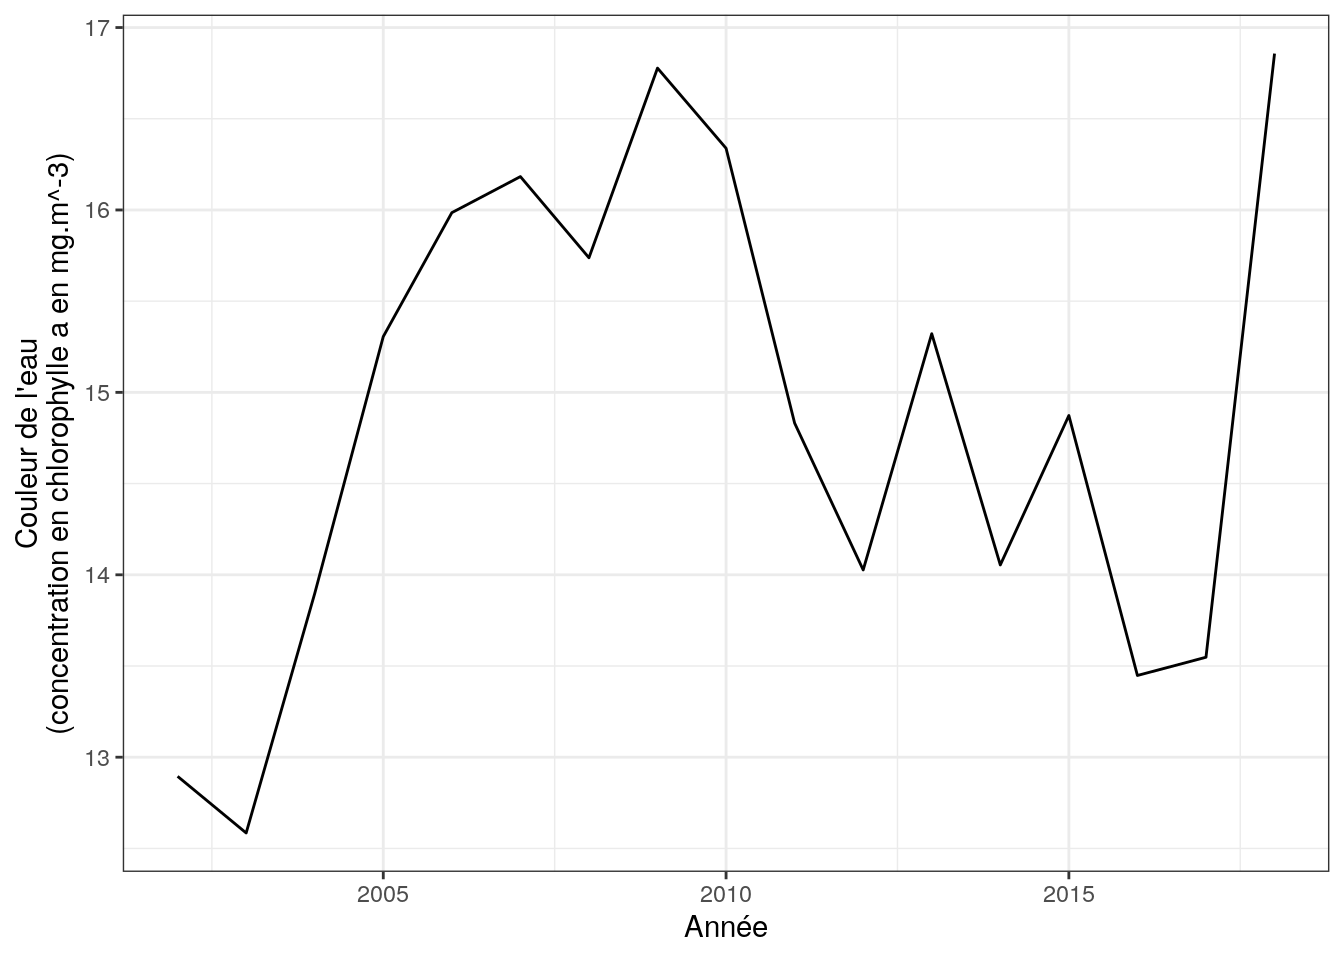 Couleur de l'eau
(concentration en chlorophylle a en mg.m^-3)
17
16
15
14
13
2005 2010 2015
Année